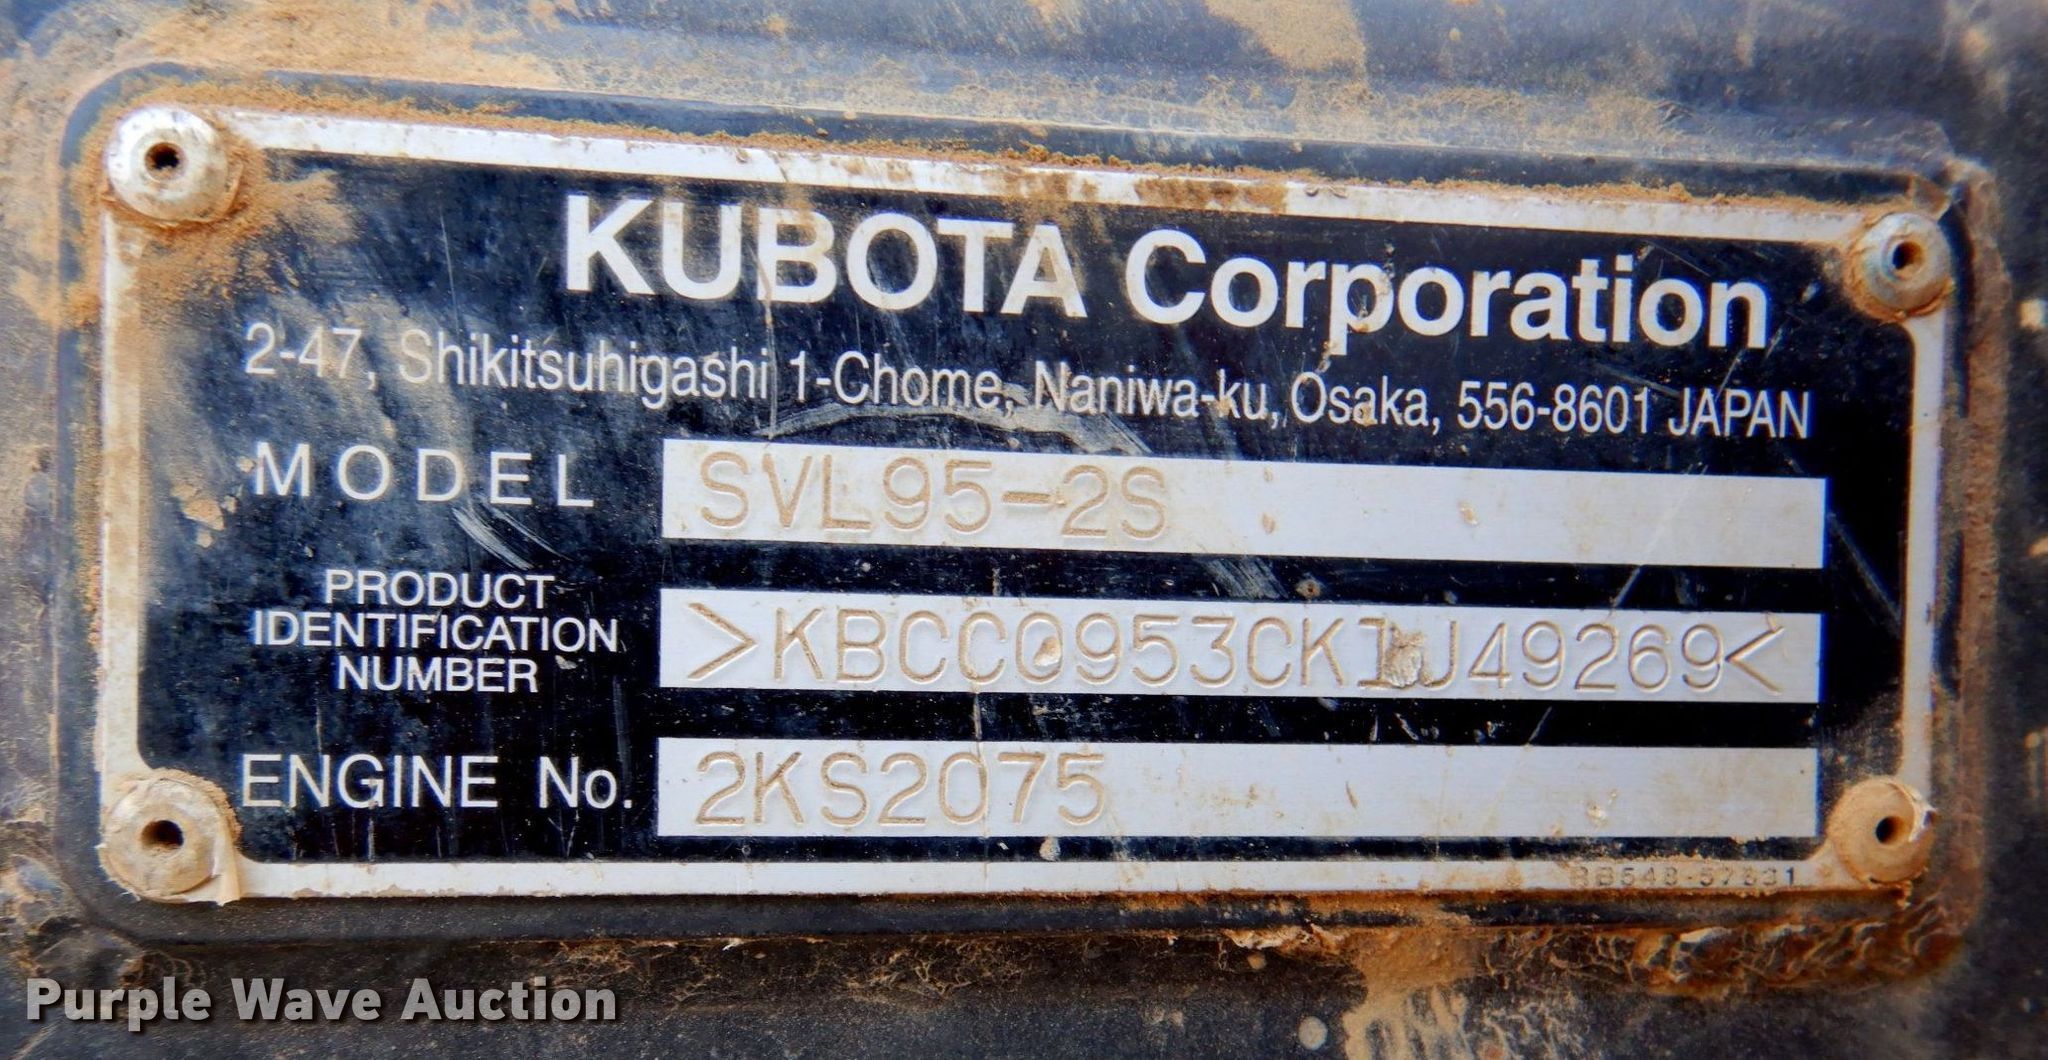 KUBOTA Corporation
2-47, Shikitsuhigashi 1-Chome, Naniwa-ku, Osaka, 556-8601 JAPAN
MODEL SVL95-2S
PRODUCT
IDENTIFICATION
NUMBER
>KBCC0953CK1J49269<
ENGINE No. 2KS2075
Purple Wave Auction